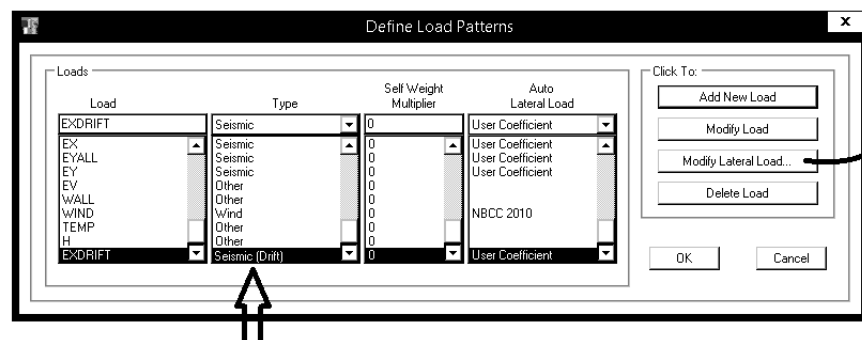 Define Load Patterns
x
Loads
Click To:
Load Type Self Weight Multiplier Auto Lateral Load
EXDRIFT Seismic 0 User Coefficient
EX Seismic 0 User Coefficient
EYALL Seismic 0 User Coefficient
EY Seismic 0 User Coefficient
EV Other 0
WALL Other 0
WIND Wind 0 NBCC 2010
TEMP Other 0
H Other 0
EXDRIFT Seismic (Drift) 0 User Coefficient
Add New Load
Modify Load
Modify Lateral Load...
Delete Load
OK Cancel